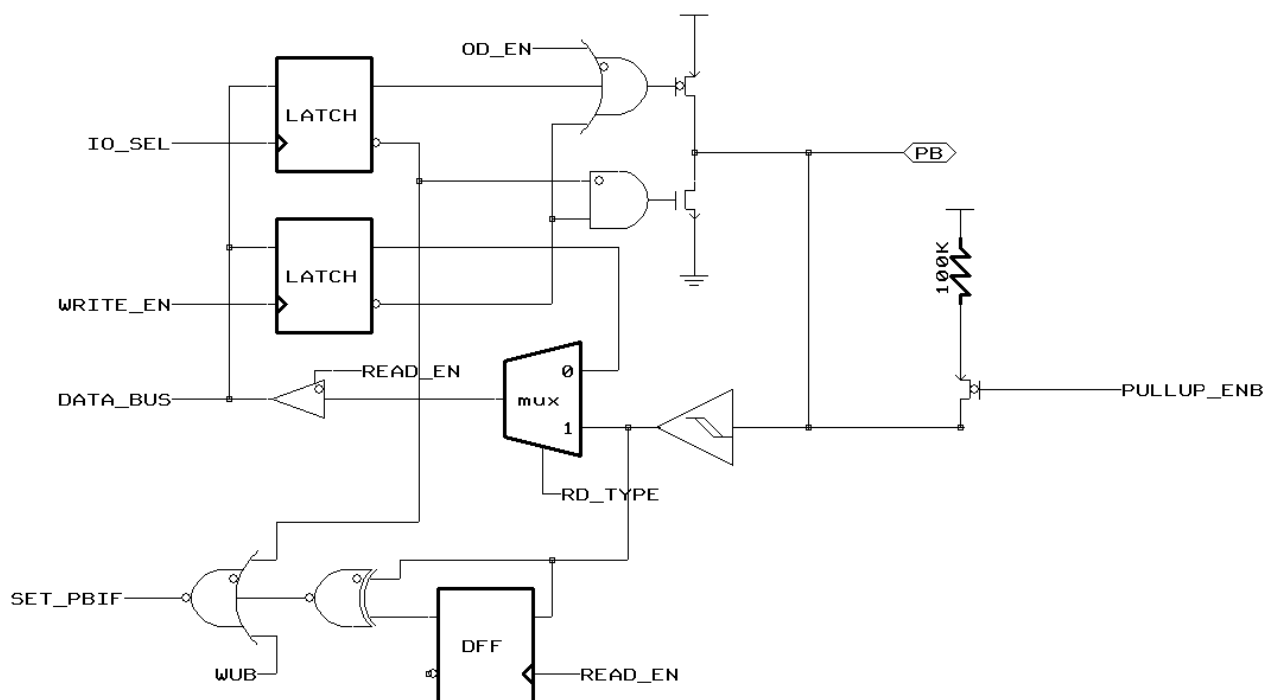 OD_EN
LATCH
IO_SEL
PB
LATCH
100K
WRITE_EN
READ_EN
0
DATA_BUS
mux
PULLUP_ENB
1
RD_TYPE
SET_PBIF
DFF
WUB
READ_EN